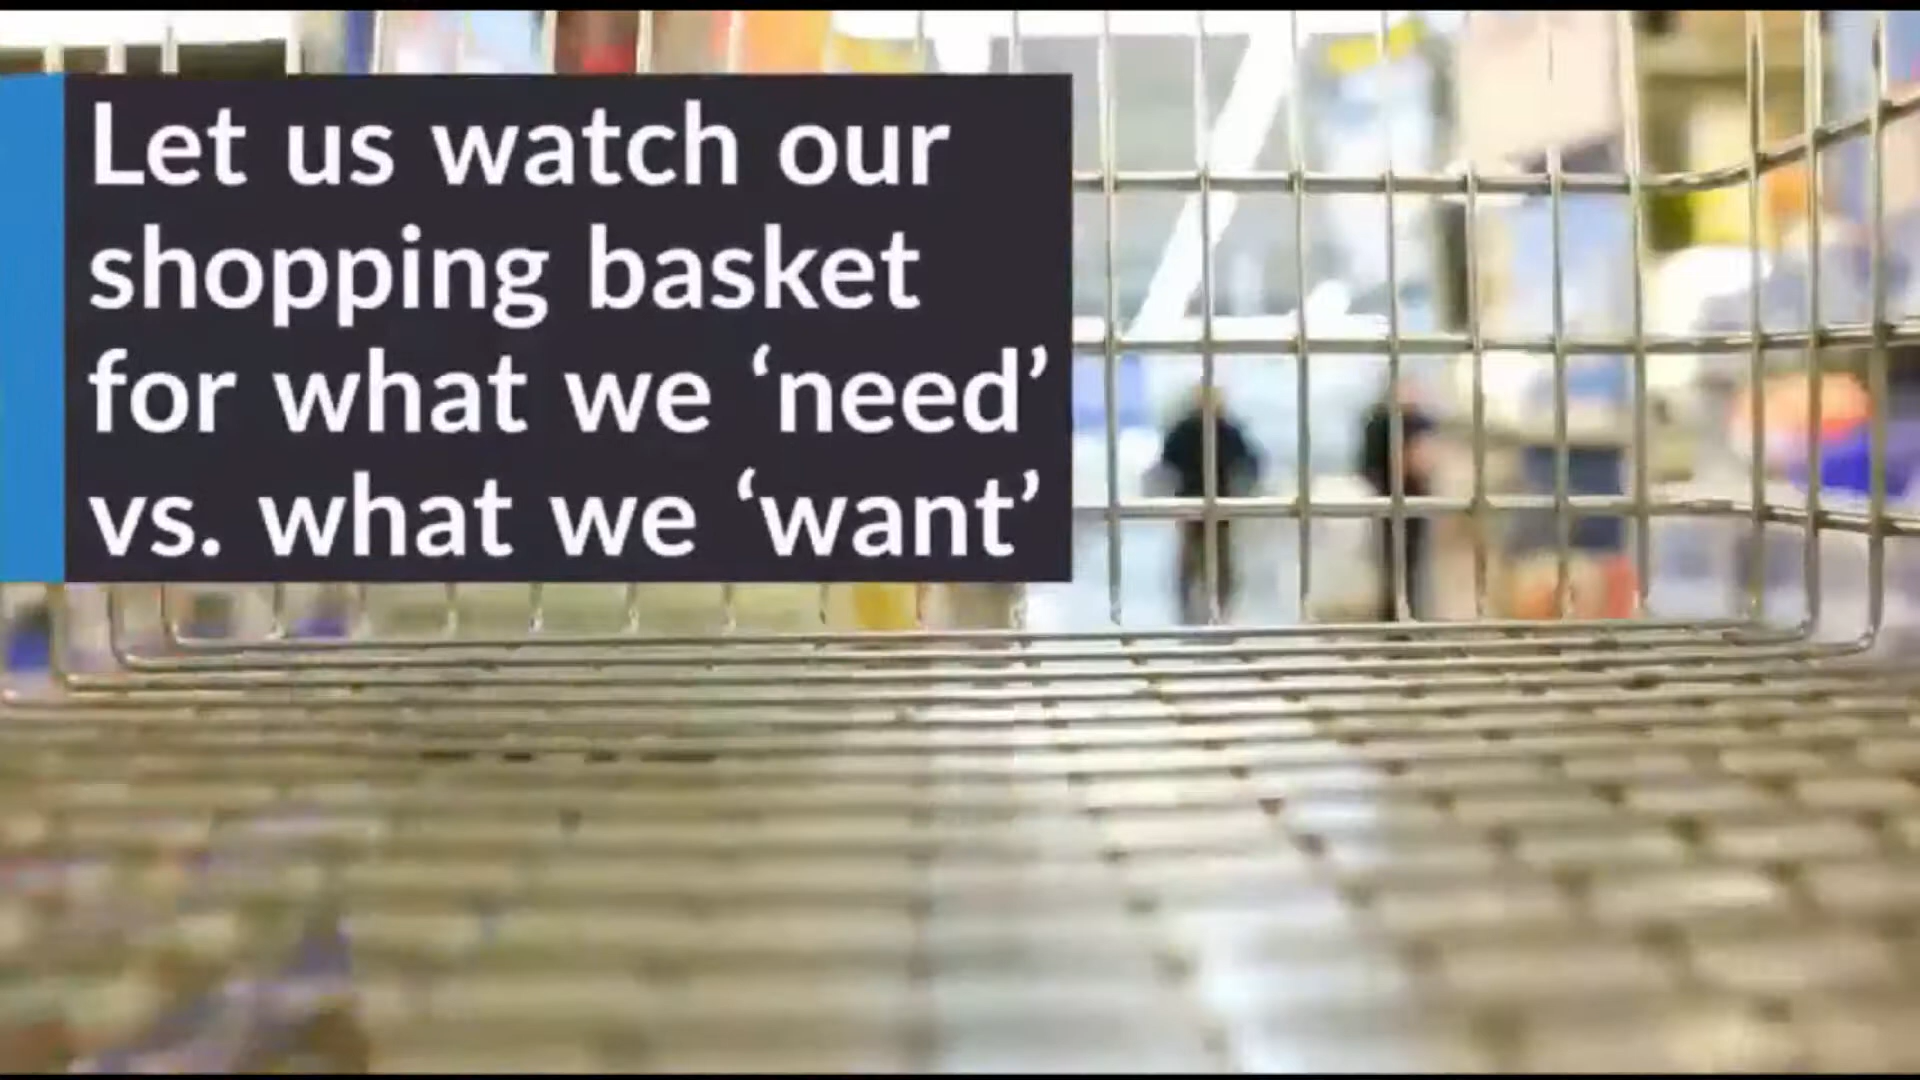 Let us watch our
shopping basket
for what we ‘need’
vs. what we ‘want’